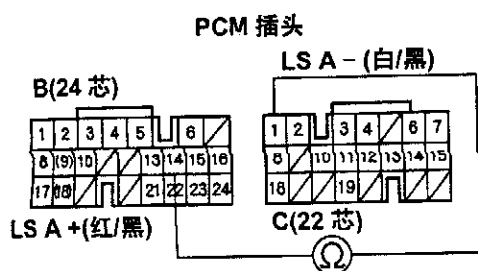 PCM 插头
LS A－(白/黑)
B(24 芯)
1 2 3 4 5 6
8 (9) 10 13 14 15 16
17 (18) 21 22 23 24
LS A +(红/黑)
1 2 3 4 6 7
8 10 11 12 13 14 15
18 19
C(22 芯)
Ω